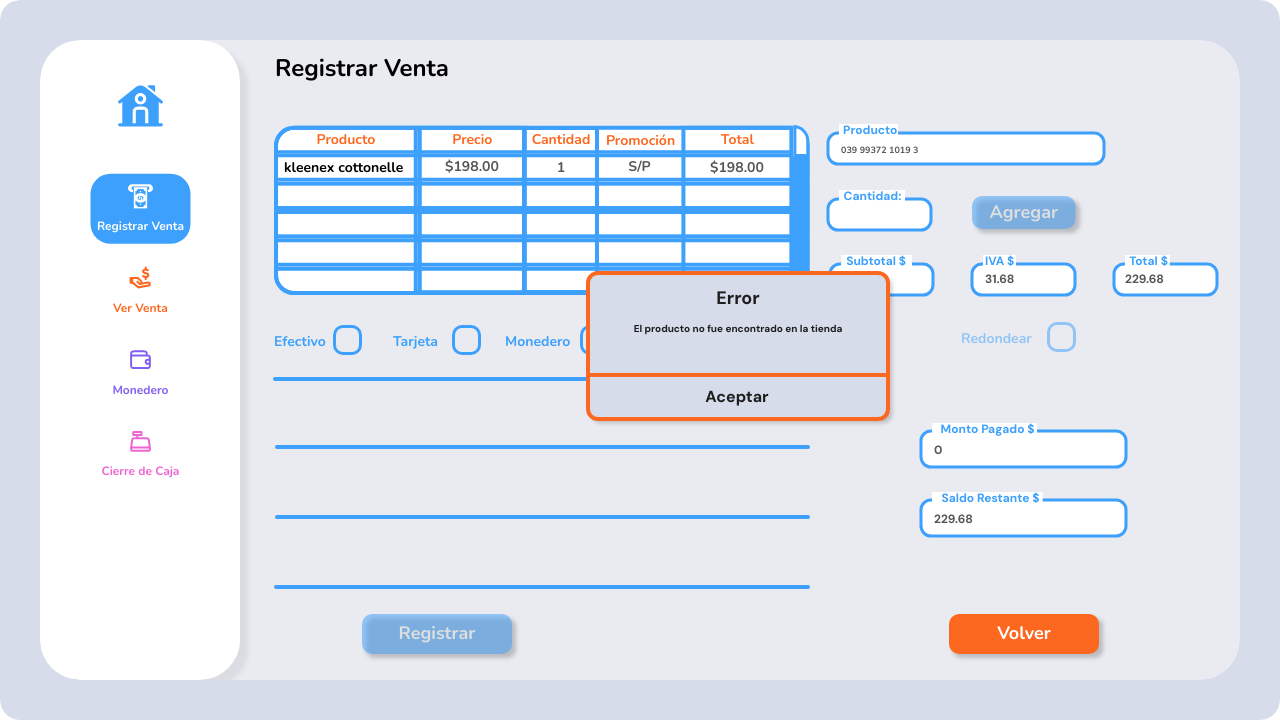 Registrar Venta
Registrar Venta
Ver Venta
Monedero
Cierre de Caja
Producto Precio Cantidad Promoción Total
kleenex cottonelle $198.00 1 S/P $198.00
Producto
039 99372 1019 3
Cantidad:
Agregar
Subtotal $ IVA $ Total $
31.68 229.68
Efectivo Tarjeta Monedero
Redondear
Error
El producto no fue encontrado en la tienda
Aceptar
Monto Pagado $
0
Saldo Restante $
229.68
Registrar
Volver